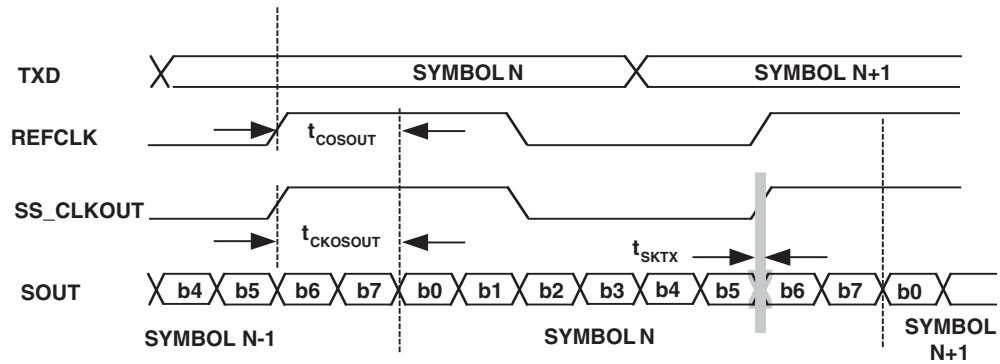 TXD
SYMBOL N
SYMBOL N+1
REFCLK
tCOSOUT
SS_CLKOUT
tCKOSOUT
tSKTX
SOUT
b4 b5 b6 b7 b0 b1 b2 b3 b4 b5 b6 b7 b0
SYMBOL N-1
SYMBOL N
SYMBOL
N+1